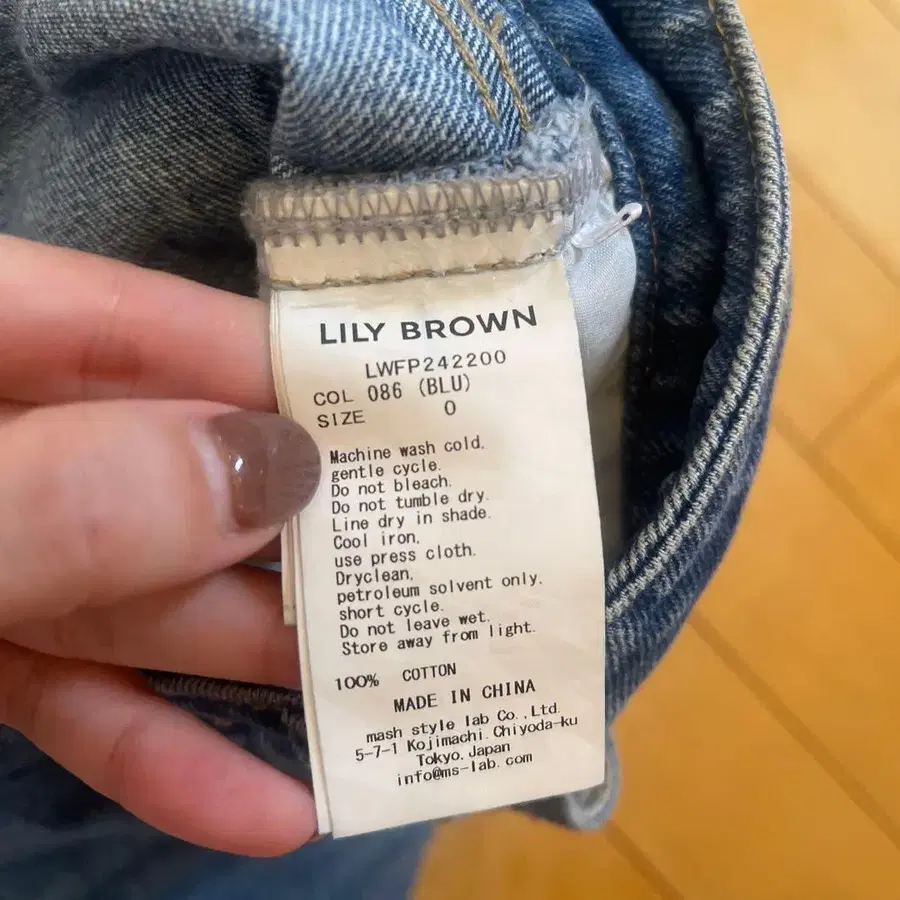 LILY BROWN
LWFP242200
COL 086 (BLU)
SIZE 0
Machine wash cold,
gentle cycle.
Do not bleach.
Do not tumble dry.
Line dry in shade.
Cool iron,
use press cloth.
Dryclean,
petroleum solvent only.
short cycle.
Do not leave wet.
Store away from light.
100% COTTON
MADE IN CHINA
mash style lab Co.,Ltd.
5-7-1 Kojimachi.Chiyoda-ku
Tokyo.Japan
info@ms-lab.com